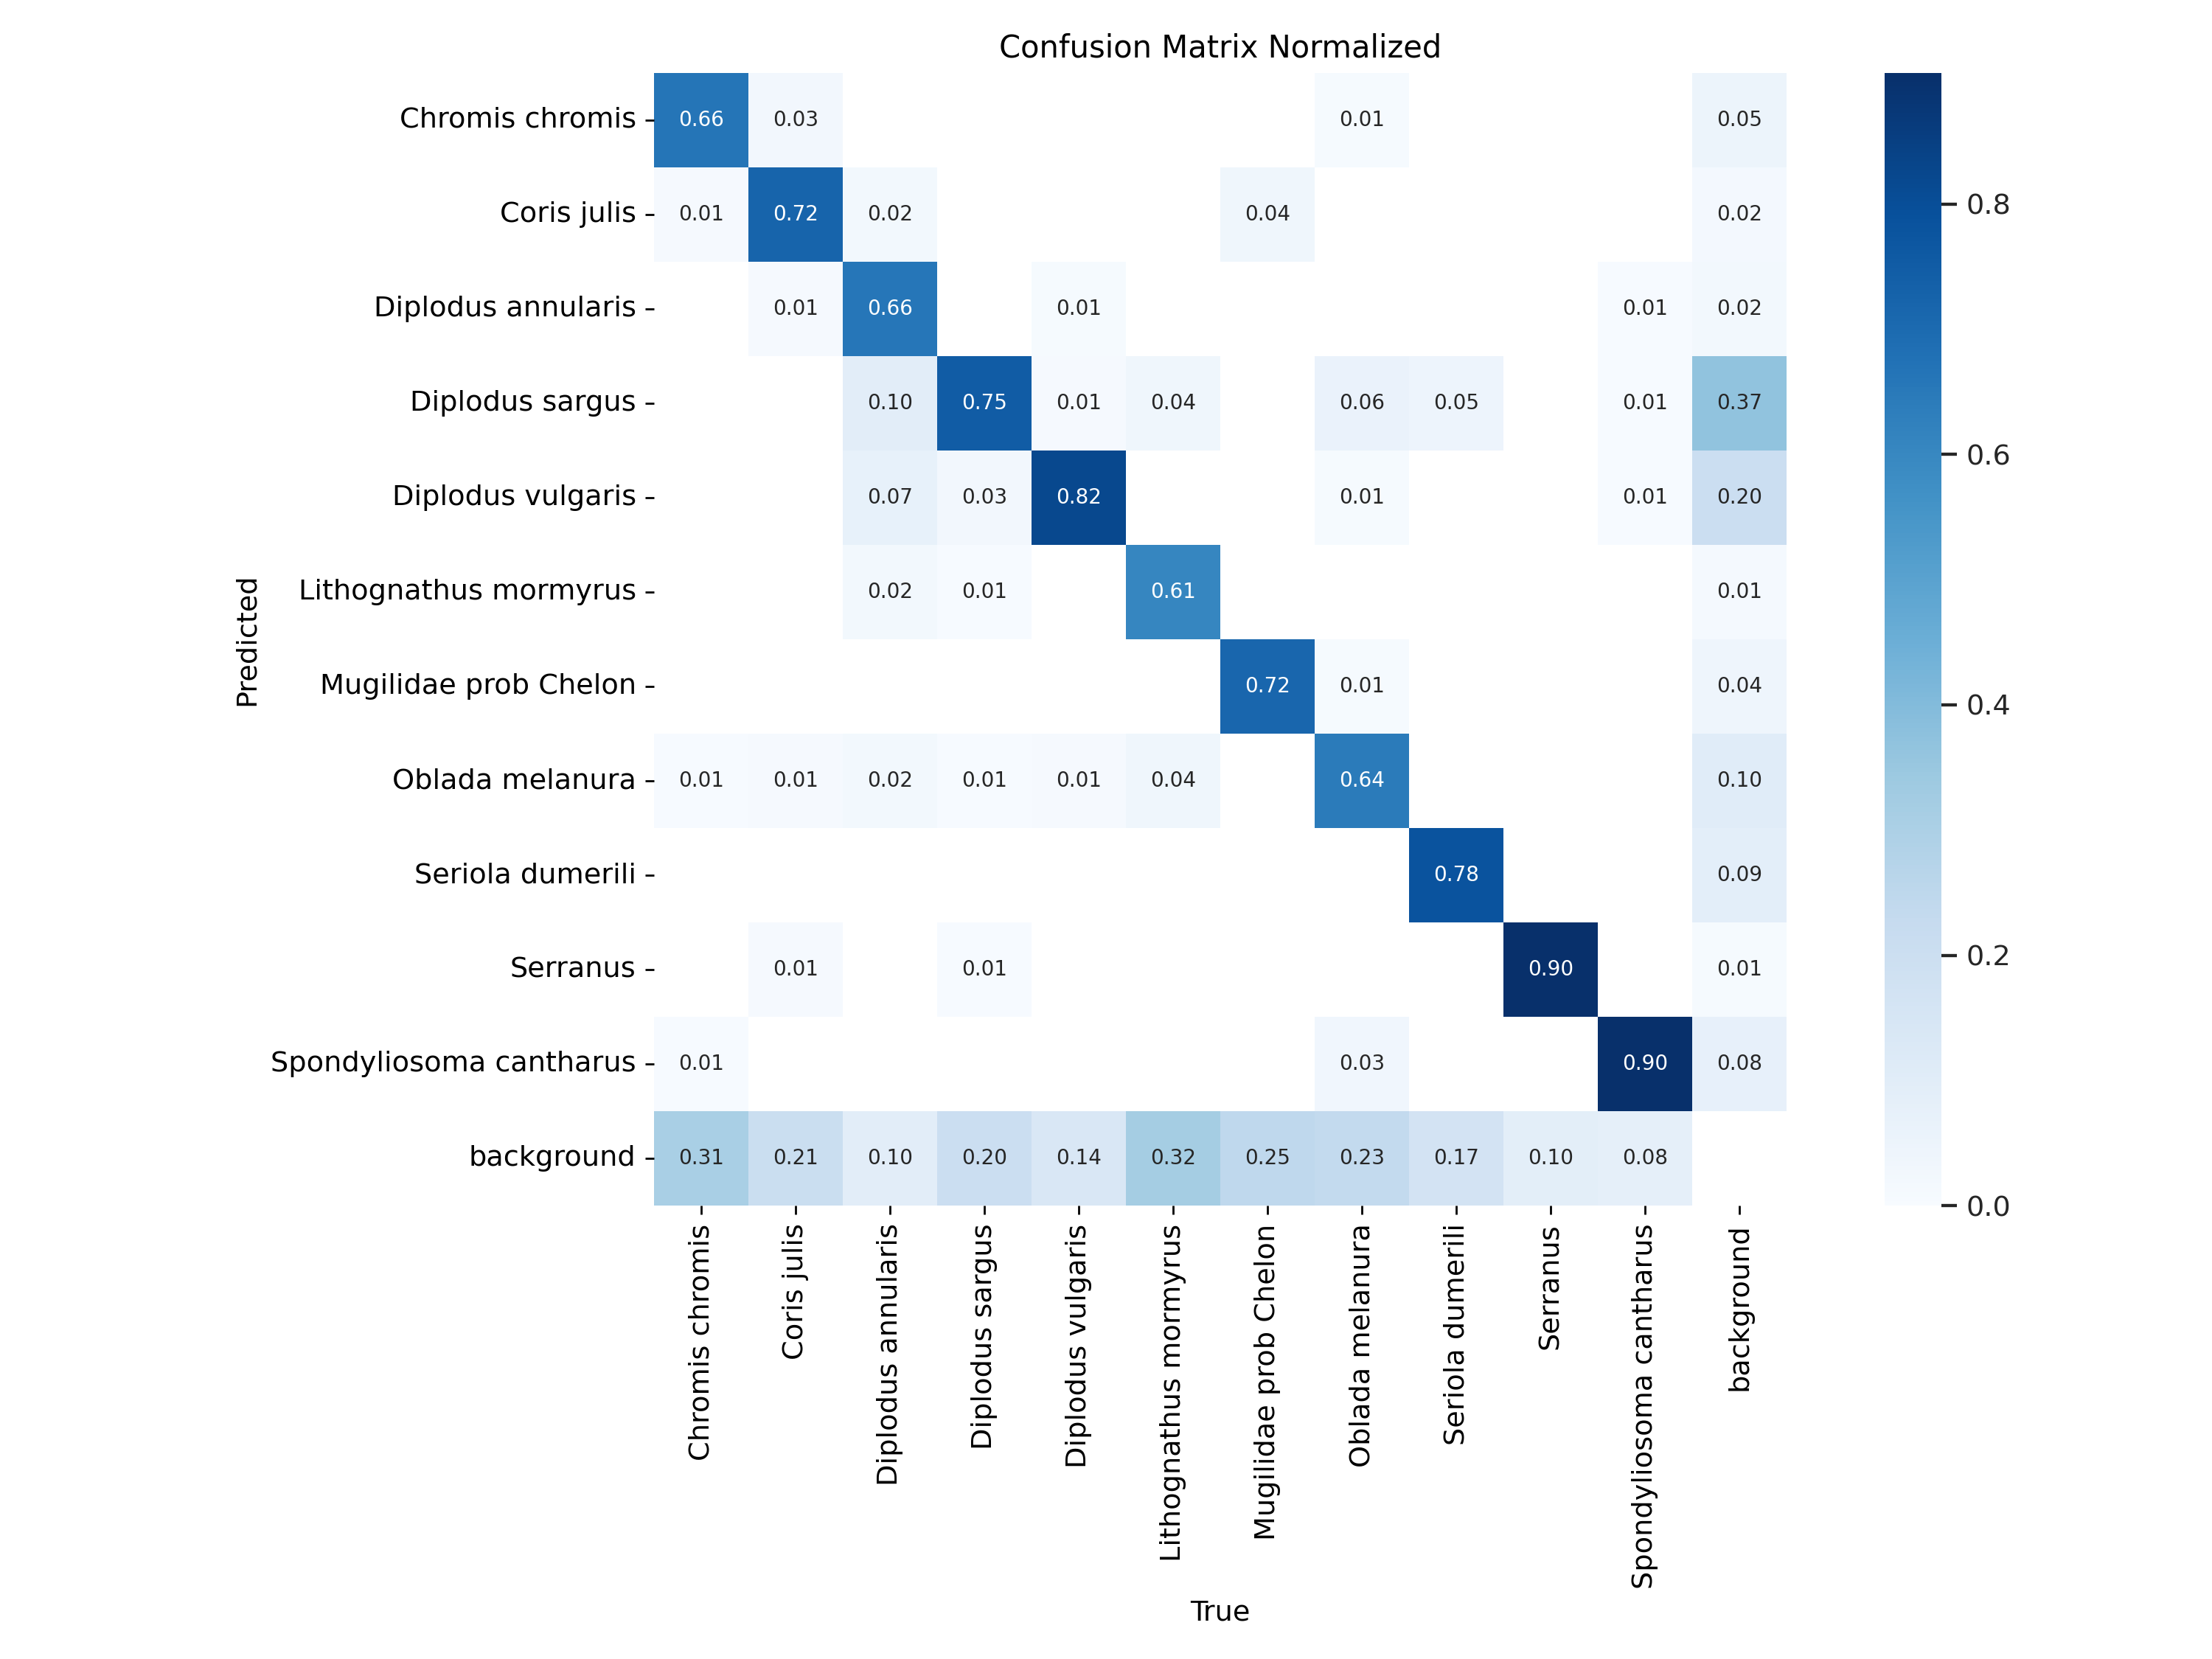 Confusion Matrix Normalized
Chromis chromis 0.66 0.03 0.01 0.05
Coris julis 0.01 0.72 0.02 0.04 0.02 0.8
Diplodus annularis 0.01 0.66 0.01 0.01 0.02
Diplodus sargus 0.10 0.75 0.01 0.04 0.06 0.05 0.01 0.37
0.6
Diplodus vulgaris 0.07 0.03 0.82 0.01 0.01 0.20
Lithognathus mormyrus 0.02 0.01 0.61 0.01
Predicted
Mugilidae prob Chelon 0.72 0.01 0.04 0.4
Oblada melanura 0.01 0.01 0.02 0.01 0.01 0.04 0.64 0.10
Seriola dumerili 0.78 0.09
Serranus 0.01 0.01 0.90 0.01 0.2
Spondyliosoma cantharus 0.01 0.03 0.90 0.08
background 0.31 0.21 0.10 0.20 0.14 0.32 0.25 0.23 0.17 0.10 0.08
0.0
Chromis chromis
Coris julis
Diplodus annularis
Diplodus sargus
Diplodus vulgaris
Lithognathus mormyrus
Mugilidae prob Chelon
Oblada melanura
Seriola dumerili
Serranus
Spondyliosoma cantharus
background
True